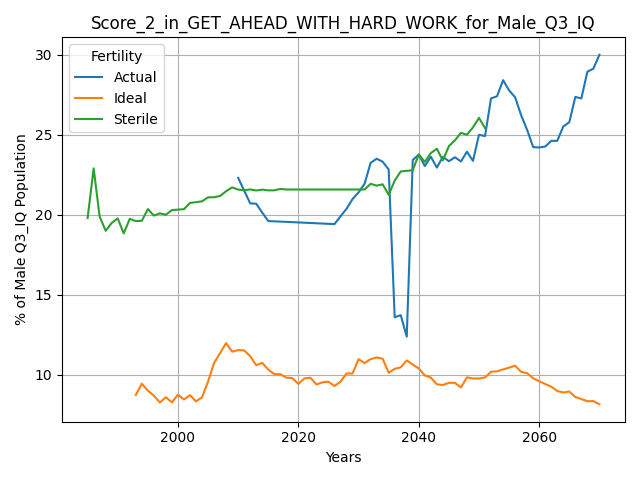 Score_2_in_GET_AHEAD_WITH_HARD_WORK_for_Male_Q3_IQ
Fertility
Actual
Ideal
Sterile
% of Male Q3_IQ Population
30
25
20
15
10
2000 2020 2040 2060
Years